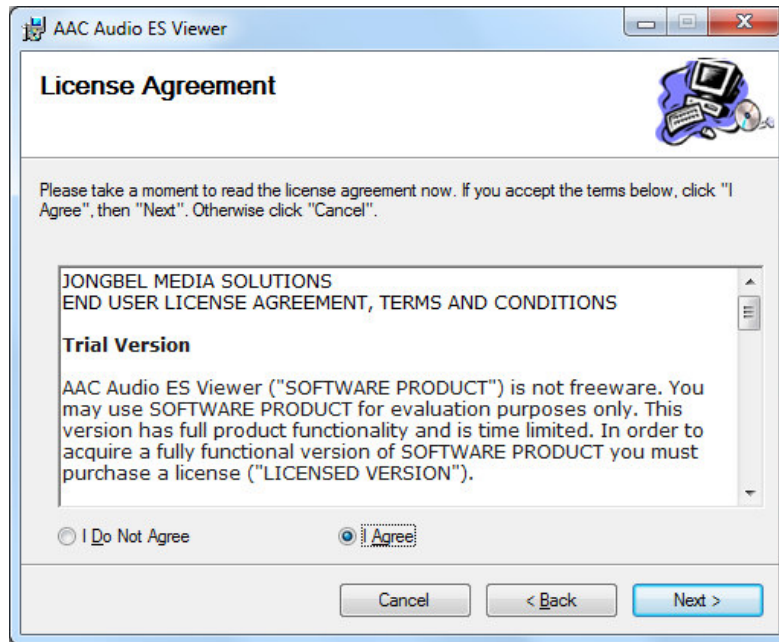 AAC Audio ES Viewer
License Agreement
Please take a moment to read the license agreement now. If you accept the terms below, click "I
Agree", then "Next". Otherwise click "Cancel".
JONGBEL MEDIA SOLUTIONS
END USER LICENSE AGREEMENT, TERMS AND CONDITIONS
Trial Version
AAC Audio ES Viewer ("SOFTWARE PRODUCT") is not freeware. You
may use SOFTWARE PRODUCT for evaluation purposes only. This
version has full product functionality and is time limited. In order to
acquire a fully functional version of SOFTWARE PRODUCT you must
purchase a license ("LICENSED VERSION").
I Do Not Agree
I Agree
Cancel
< Back
Next >